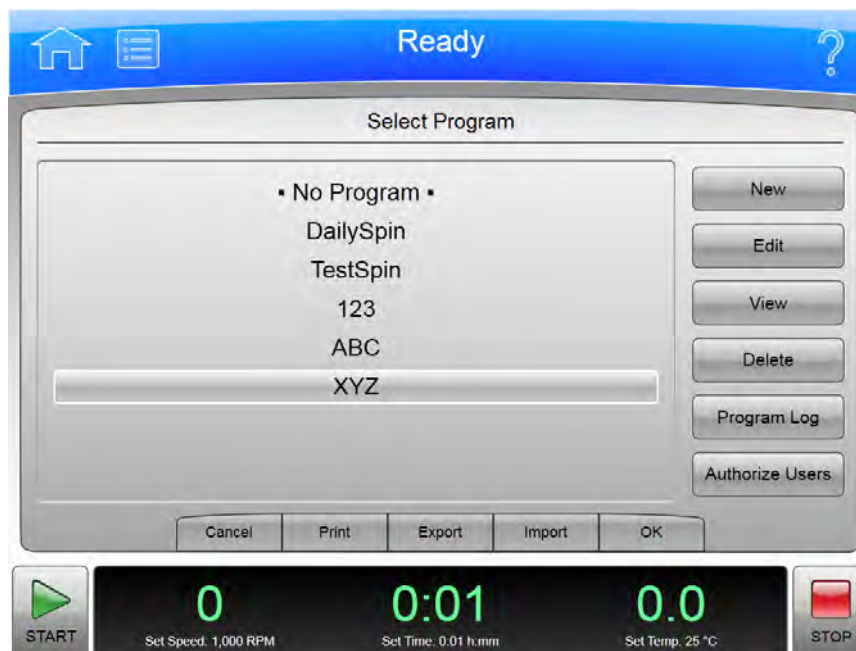 Ready
Select Program
▪ No Program ▪
DailySpin
TestSpin
123
ABC
XYZ
New
Edit
View
Delete
Program Log
Authorize Users
Cancel Print Export Import OK
START
0 0:01 0.0
Set Speed. 1,000 RPM Set Time. 0:01 h:mm Set Temp. 25 °C
STOP